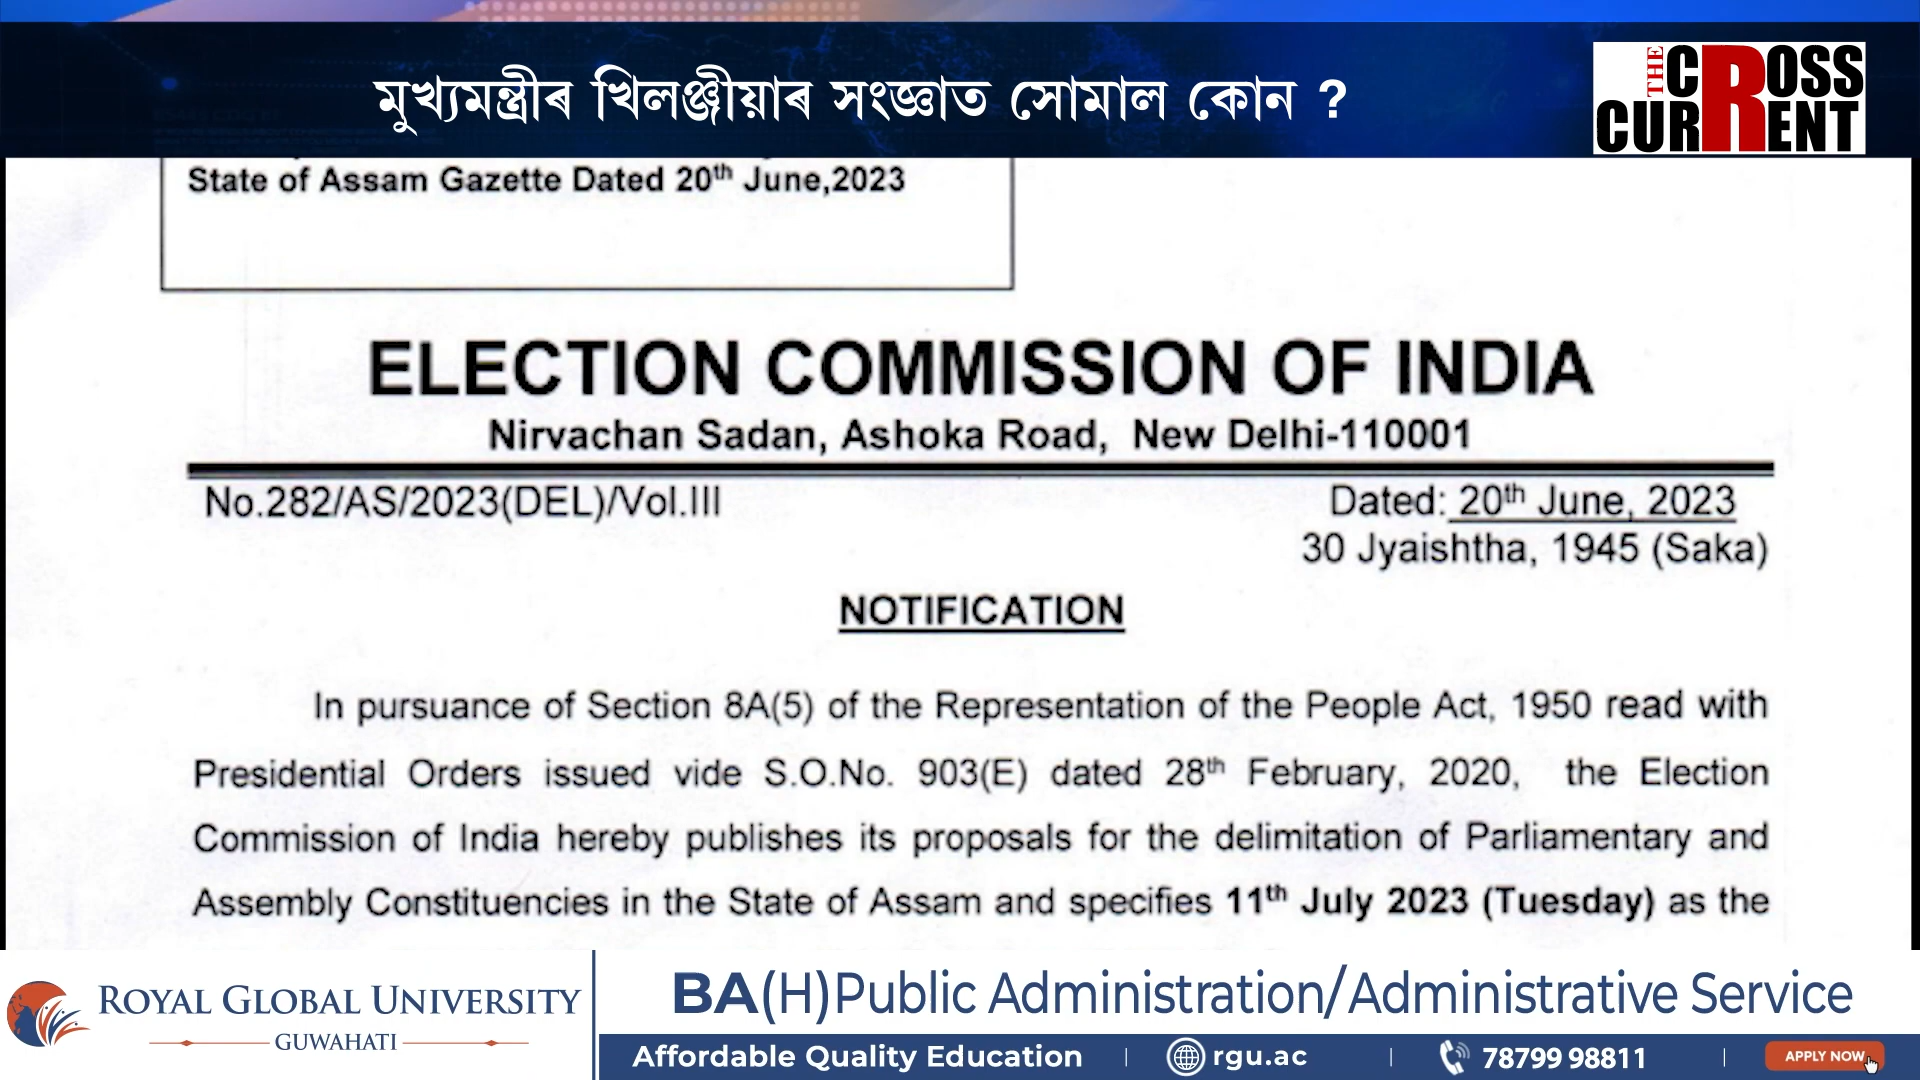 মুখ্যমন্ত্ৰীৰ খিলঞ্জীয়াৰ সংজ্ঞাত সোমাল কোন ?
THE CROSS CURRENT
State of Assam Gazette Dated 20th June,2023
ELECTION COMMISSION OF INDIA
Nirvachan Sadan, Ashoka Road, New Delhi-110001
No.282/AS/2023(DEL)/Vol.III Dated: 20th June, 2023
30 Jyaishtha, 1945 (Saka)
NOTIFICATION
In pursuance of Section 8A(5) of the Representation of the People Act, 1950 read with
Presidential Orders issued vide S.O.No. 903(E) dated 28th February, 2020, the Election
Commission of India hereby publishes its proposals for the delimitation of Parliamentary and
Assembly Constituencies in the State of Assam and specifies 11th July 2023 (Tuesday) as the
ROYAL GLOBAL UNIVERSITY
GUWAHATI
BA(H)Public Administration/Administrative Service
Affordable Quality Education rgu.ac 78799 98811 APPLY NOW